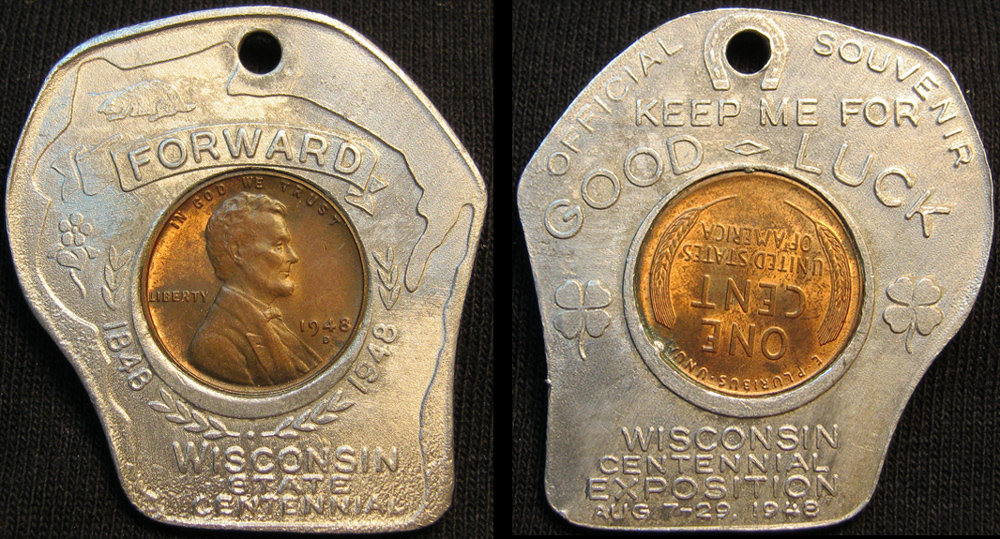 FORWARD
IN GOD WE TRUST
LIBERTY
1948
D
1848 1948
WISCONSIN
STATE
CENTENNIAL
OFFICIAL SOUVENIR
KEEP ME FOR
GOOD LUCK
E·PLURIBUS·UNUM
ONE
CENT
UNITED STATES
OF AMERICA
WISCONSIN
CENTENNIAL
EXPOSITION
AUG. 7-29, 1948